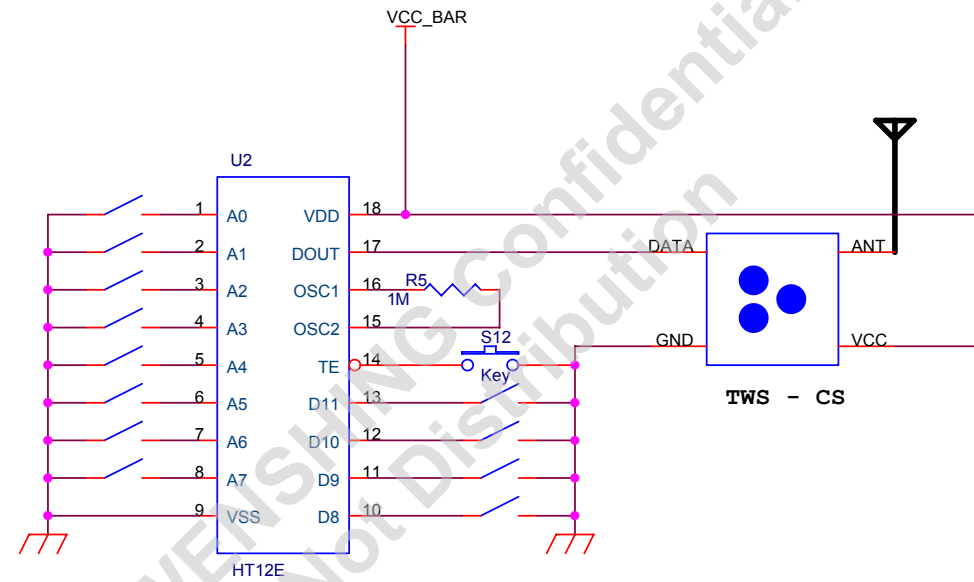 VCC_BAR
U2
1 A0 VDD 18
2 A1 DOUT 17 DATA ANT
3 A2 OSC1 16 R5 1M
4 A3 OSC2 15
S12
5 A4 TE 14 Key
GND VCC
6 A5 D11 13
TWS - CS
7 A6 D10 12
8 A7 D9 11
9 VSS D8 10
HT12E
WENSHING Confidential
Not Distribution